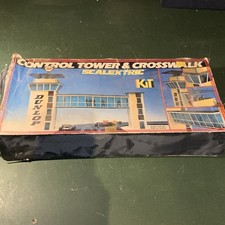 CONTROL TOWER & CROSSWALK
SCALEXTRIC
KIT
DUNLOP